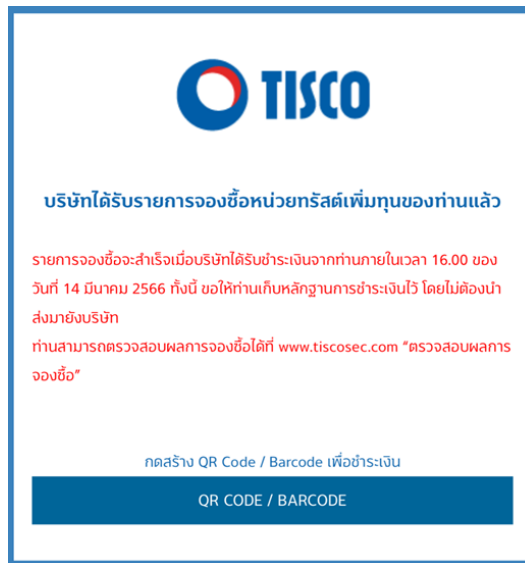 TISCO
บริษัทได้รับรายการจองซื้อหน่วยทรัสต์เพิ่มทุนของท่านแล้ว
รายการจองซื้อจะสำเร็จเมื่อบริษัทได้รับชำระเงินจากท่านภายในเวลา 16.00 ของ
วันที่ 14 มีนาคม 2566 ทั้งนี้ ขอให้ท่านเก็บหลักฐานการชำระเงินไว้ โดยไม่ต้องนำ
ส่งมายังบริษัท
ท่านสามารถตรวจสอบผลการจองซื้อได้ที่ www.tiscosec.com “ตรวจสอบผลการ
จองซื้อ”
กดสร้าง QR Code / Barcode เพื่อชำระเงิน
QR CODE / BARCODE